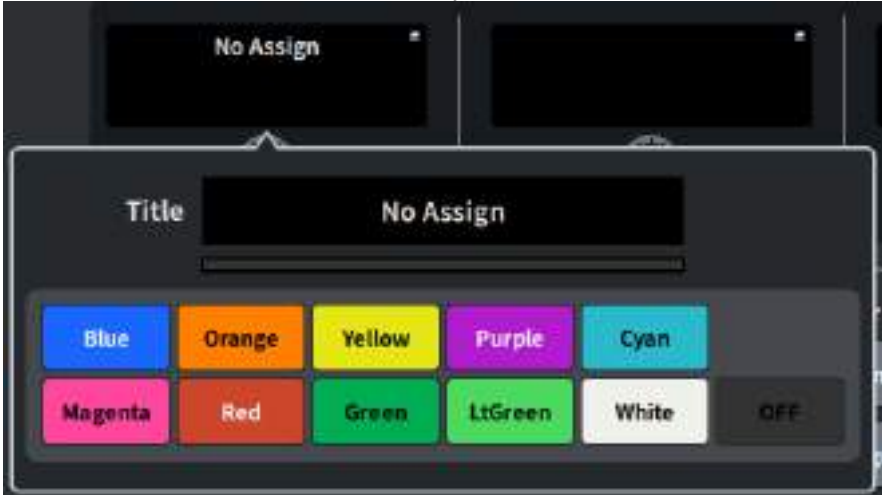 No Assign
Title No Assign
Blue Orange Yellow Purple Cyan
Magenta Red Green LtGreen White OFF